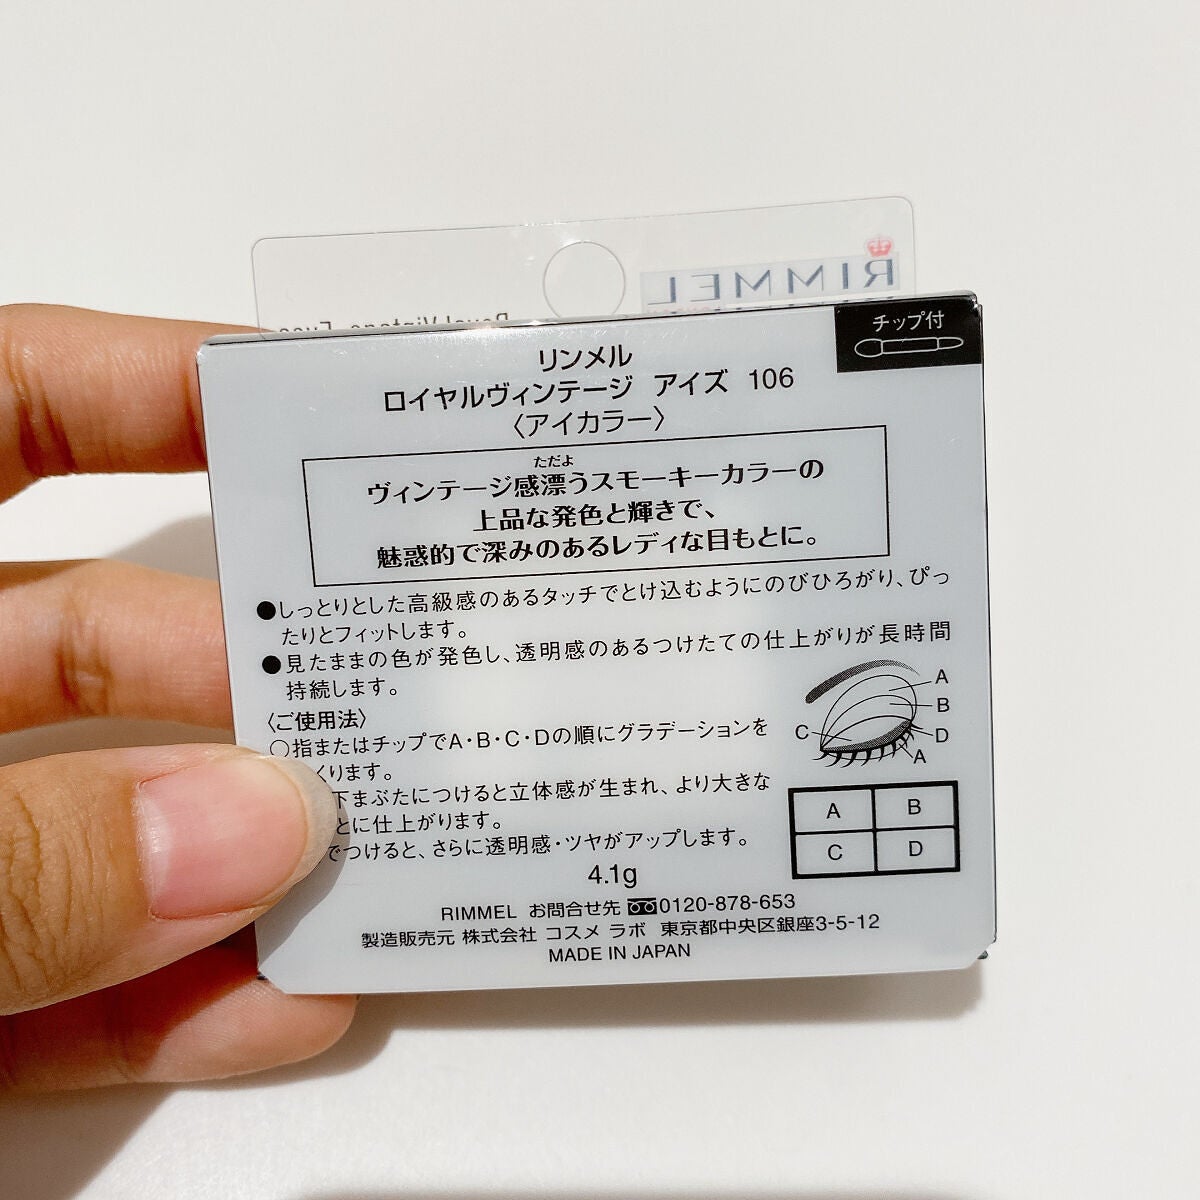 RIMMEL
Royal Vintage Eyes
チップ付
リンメル
ロイヤルヴィンテージ アイズ 106
〈アイカラー〉
ただよ
ヴィンテージ感漂うスモーキーカラーの
上品な発色と輝きで、
魅惑的で深みのあるレディな目もとに。
●しっとりとした高級感のあるタッチでとけ込むようにのびひろがり、ぴっ
たりとフィットします。
●見たままの色が発色し、透明感のあるつけたての仕上がりが長時間
持続します。
〈ご使用法〉
○指またはチップでA・B・C・Dの順にグラデーションを
くります。
下まぶたにつけると立体感が生まれ、より大きな
とに仕上がります。
でつけると、さらに透明感・ツヤがアップします。
A
B
C
D
A
A B
C D
4.1g
RIMMEL お問合せ先 0120-878-653
製造販売元 株式会社 コスメ ラボ 東京都中央区銀座3-5-12
MADE IN JAPAN